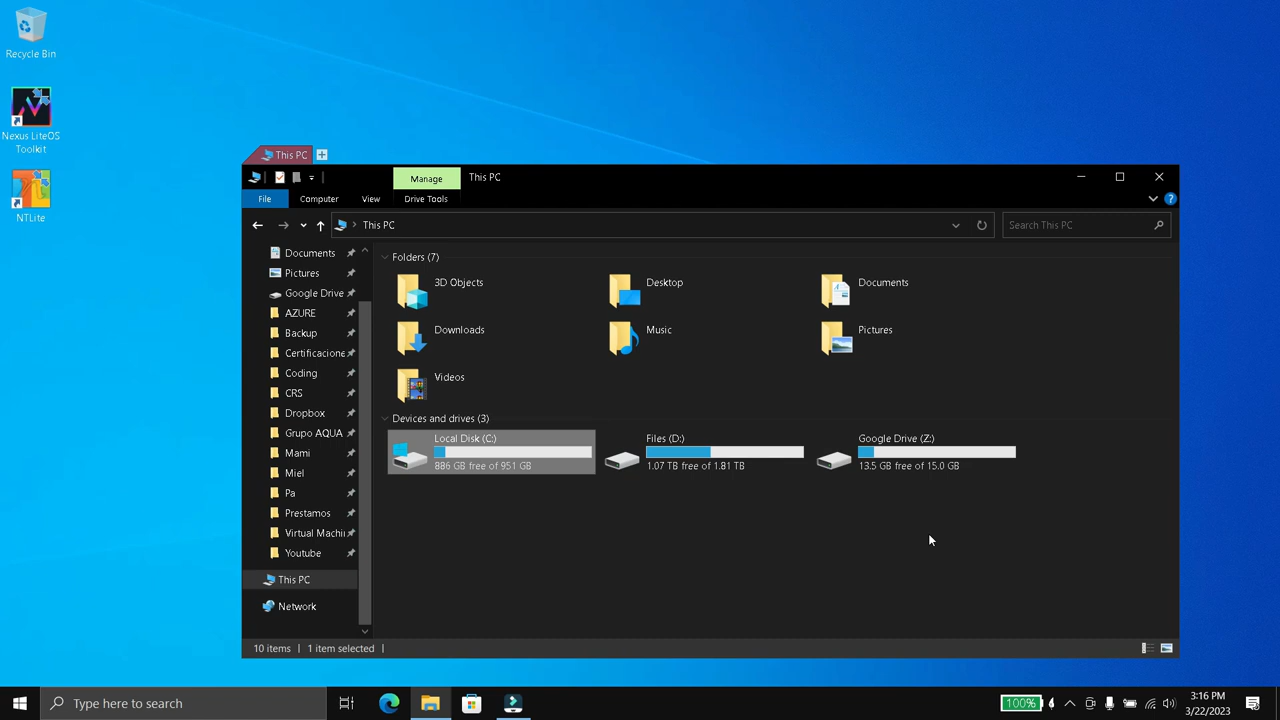 Recycle Bin
Nexus LiteOS
Toolkit
NTLite
This PC
Manage
This PC
File
Computer
View
Drive Tools
This PC
Search This PC
Documents
Pictures
Google Drive
AZURE
Backup
Certificacione
Coding
CRS
Dropbox
Grupo AQUA
Mami
Miel
Pa
Prestamos
Virtual Machi
Youtube
This PC
Network
Folders (7)
3D Objects
Desktop
Documents
Downloads
Music
Pictures
Videos
Devices and drives (3)
Local Disk (C:)
886 GB free of 951 GB
Files (D:)
1.07 TB free of 1.81 TB
Google Drive (Z:)
13.5 GB free of 15.0 GB
10 items
1 item selected
Type here to search
100%
3:16 PM
3/22/2023